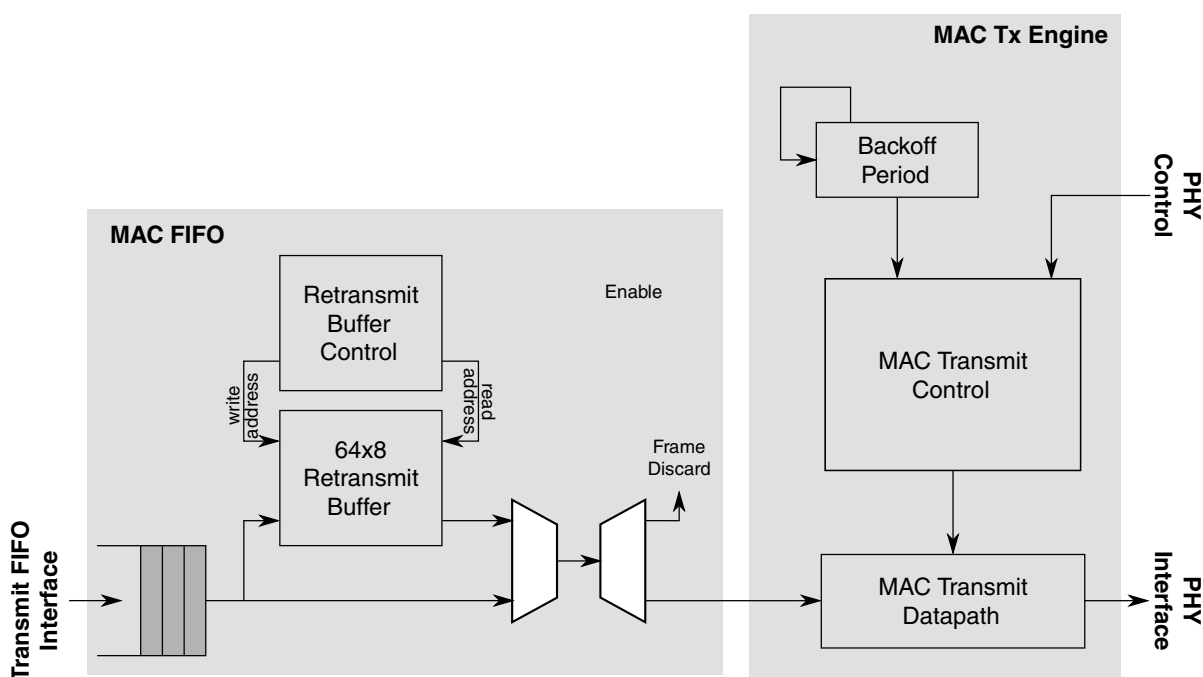 MAC Tx Engine
Backoff
Period
PHY
Control
MAC FIFO
Retransmit
Buffer
Control
Enable
write
address
read
address
MAC Transmit
Control
64x8
Retransmit
Buffer
Frame
Discard
Transmit FIFO
Interface
MAC Transmit
Datapath
PHY
Interface